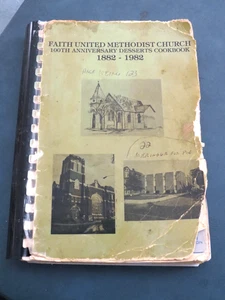 FAITH UNITED METHODIST CHURCH
100TH ANNIVERSARY DESSERTS COOKBOOK
1882 - 1982